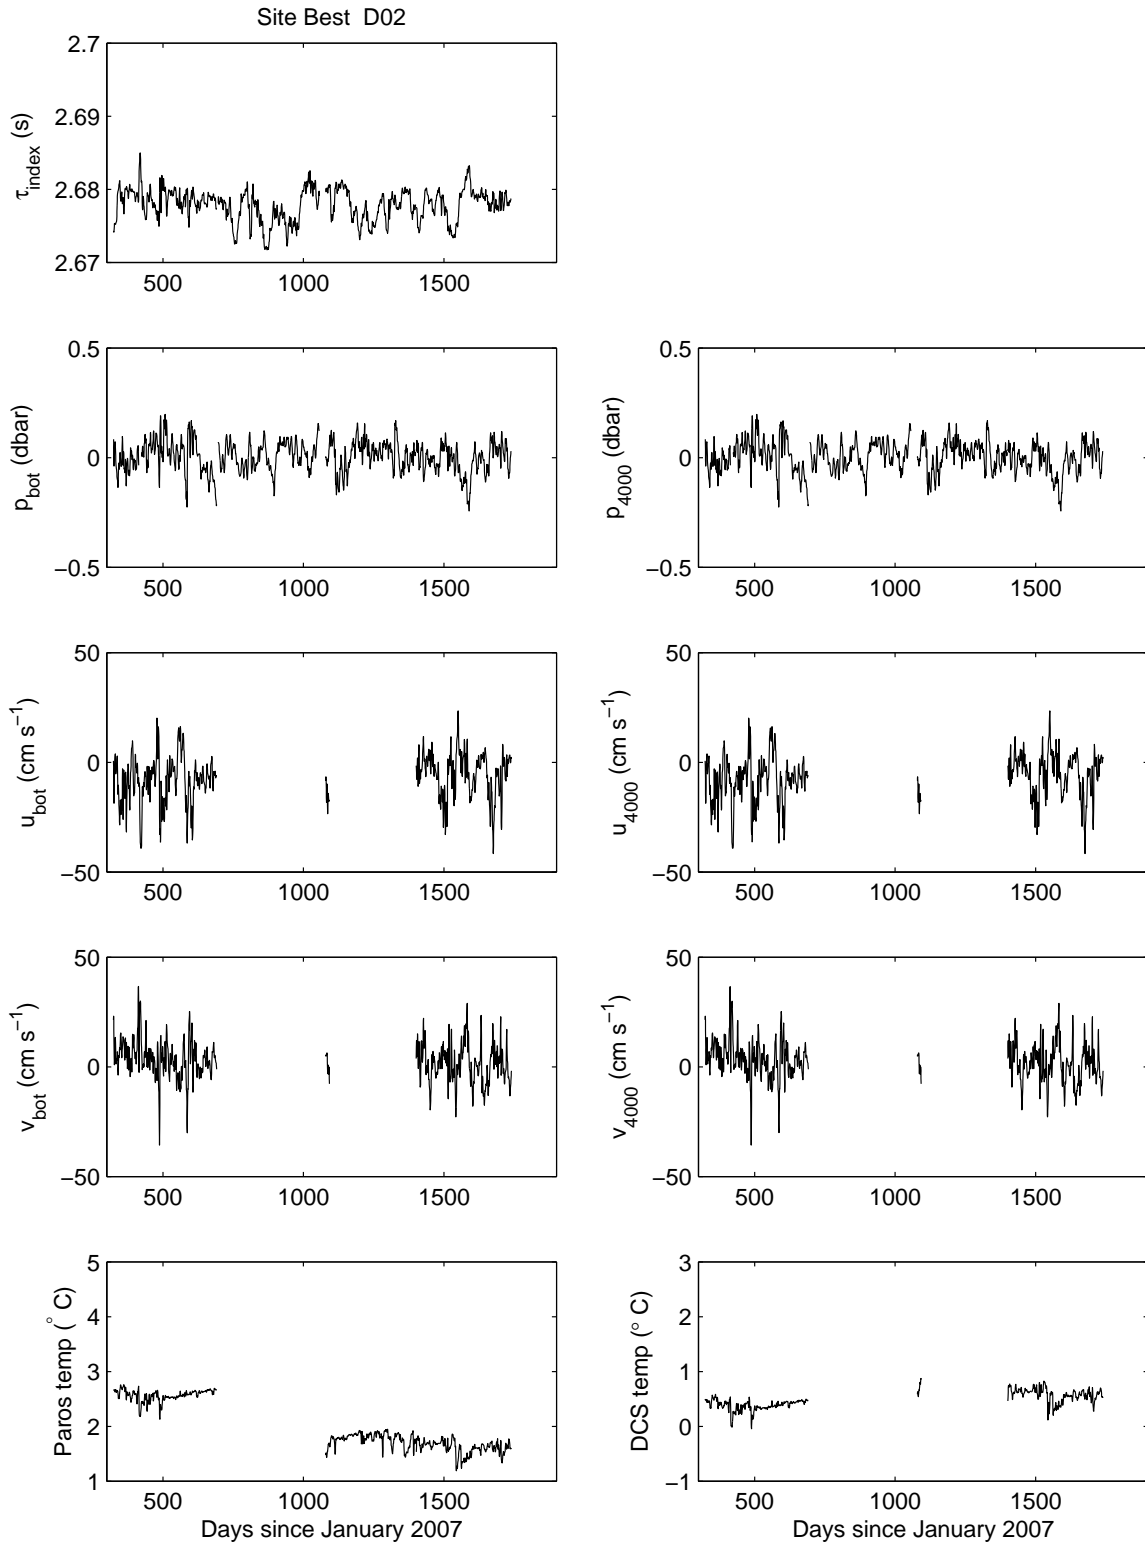 Site Best D02
2.7
2.69
2.68
2.67
τindex (s)
500 1000 1500
0.5
0
−0.5
pbot (dbar)
500 1000 1500
0.5
0
−0.5
p4000 (dbar)
500 1000 1500
50
0
−50
ubot (cm s−1)
500 1000 1500
50
0
−50
u4000 (cm s−1)
500 1000 1500
50
0
−50
vbot (cm s−1)
500 1000 1500
50
0
−50
v4000 (cm s−1)
500 1000 1500
5
4
3
2
1
Paros temp (° C)
500 1000 1500
Days since January 2007
3
2
1
0
−1
DCS temp (° C)
500 1000 1500
Days since January 2007